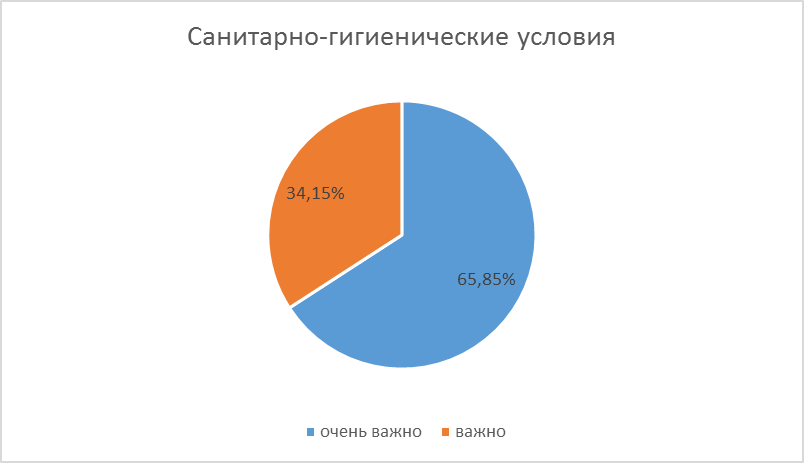 Санитарно-гигиенические условия
34,15%
65,85%
очень важно
важно